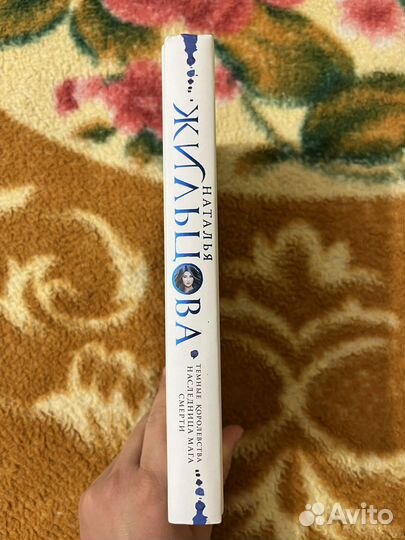 НАТАЛЬЯ
ЖИЛЬЦОВА
ТЕМНЫЕ КОРОЛЕВСТВА
НАСЛЕДНИЦА МАГА
СМЕРТИ
Avito